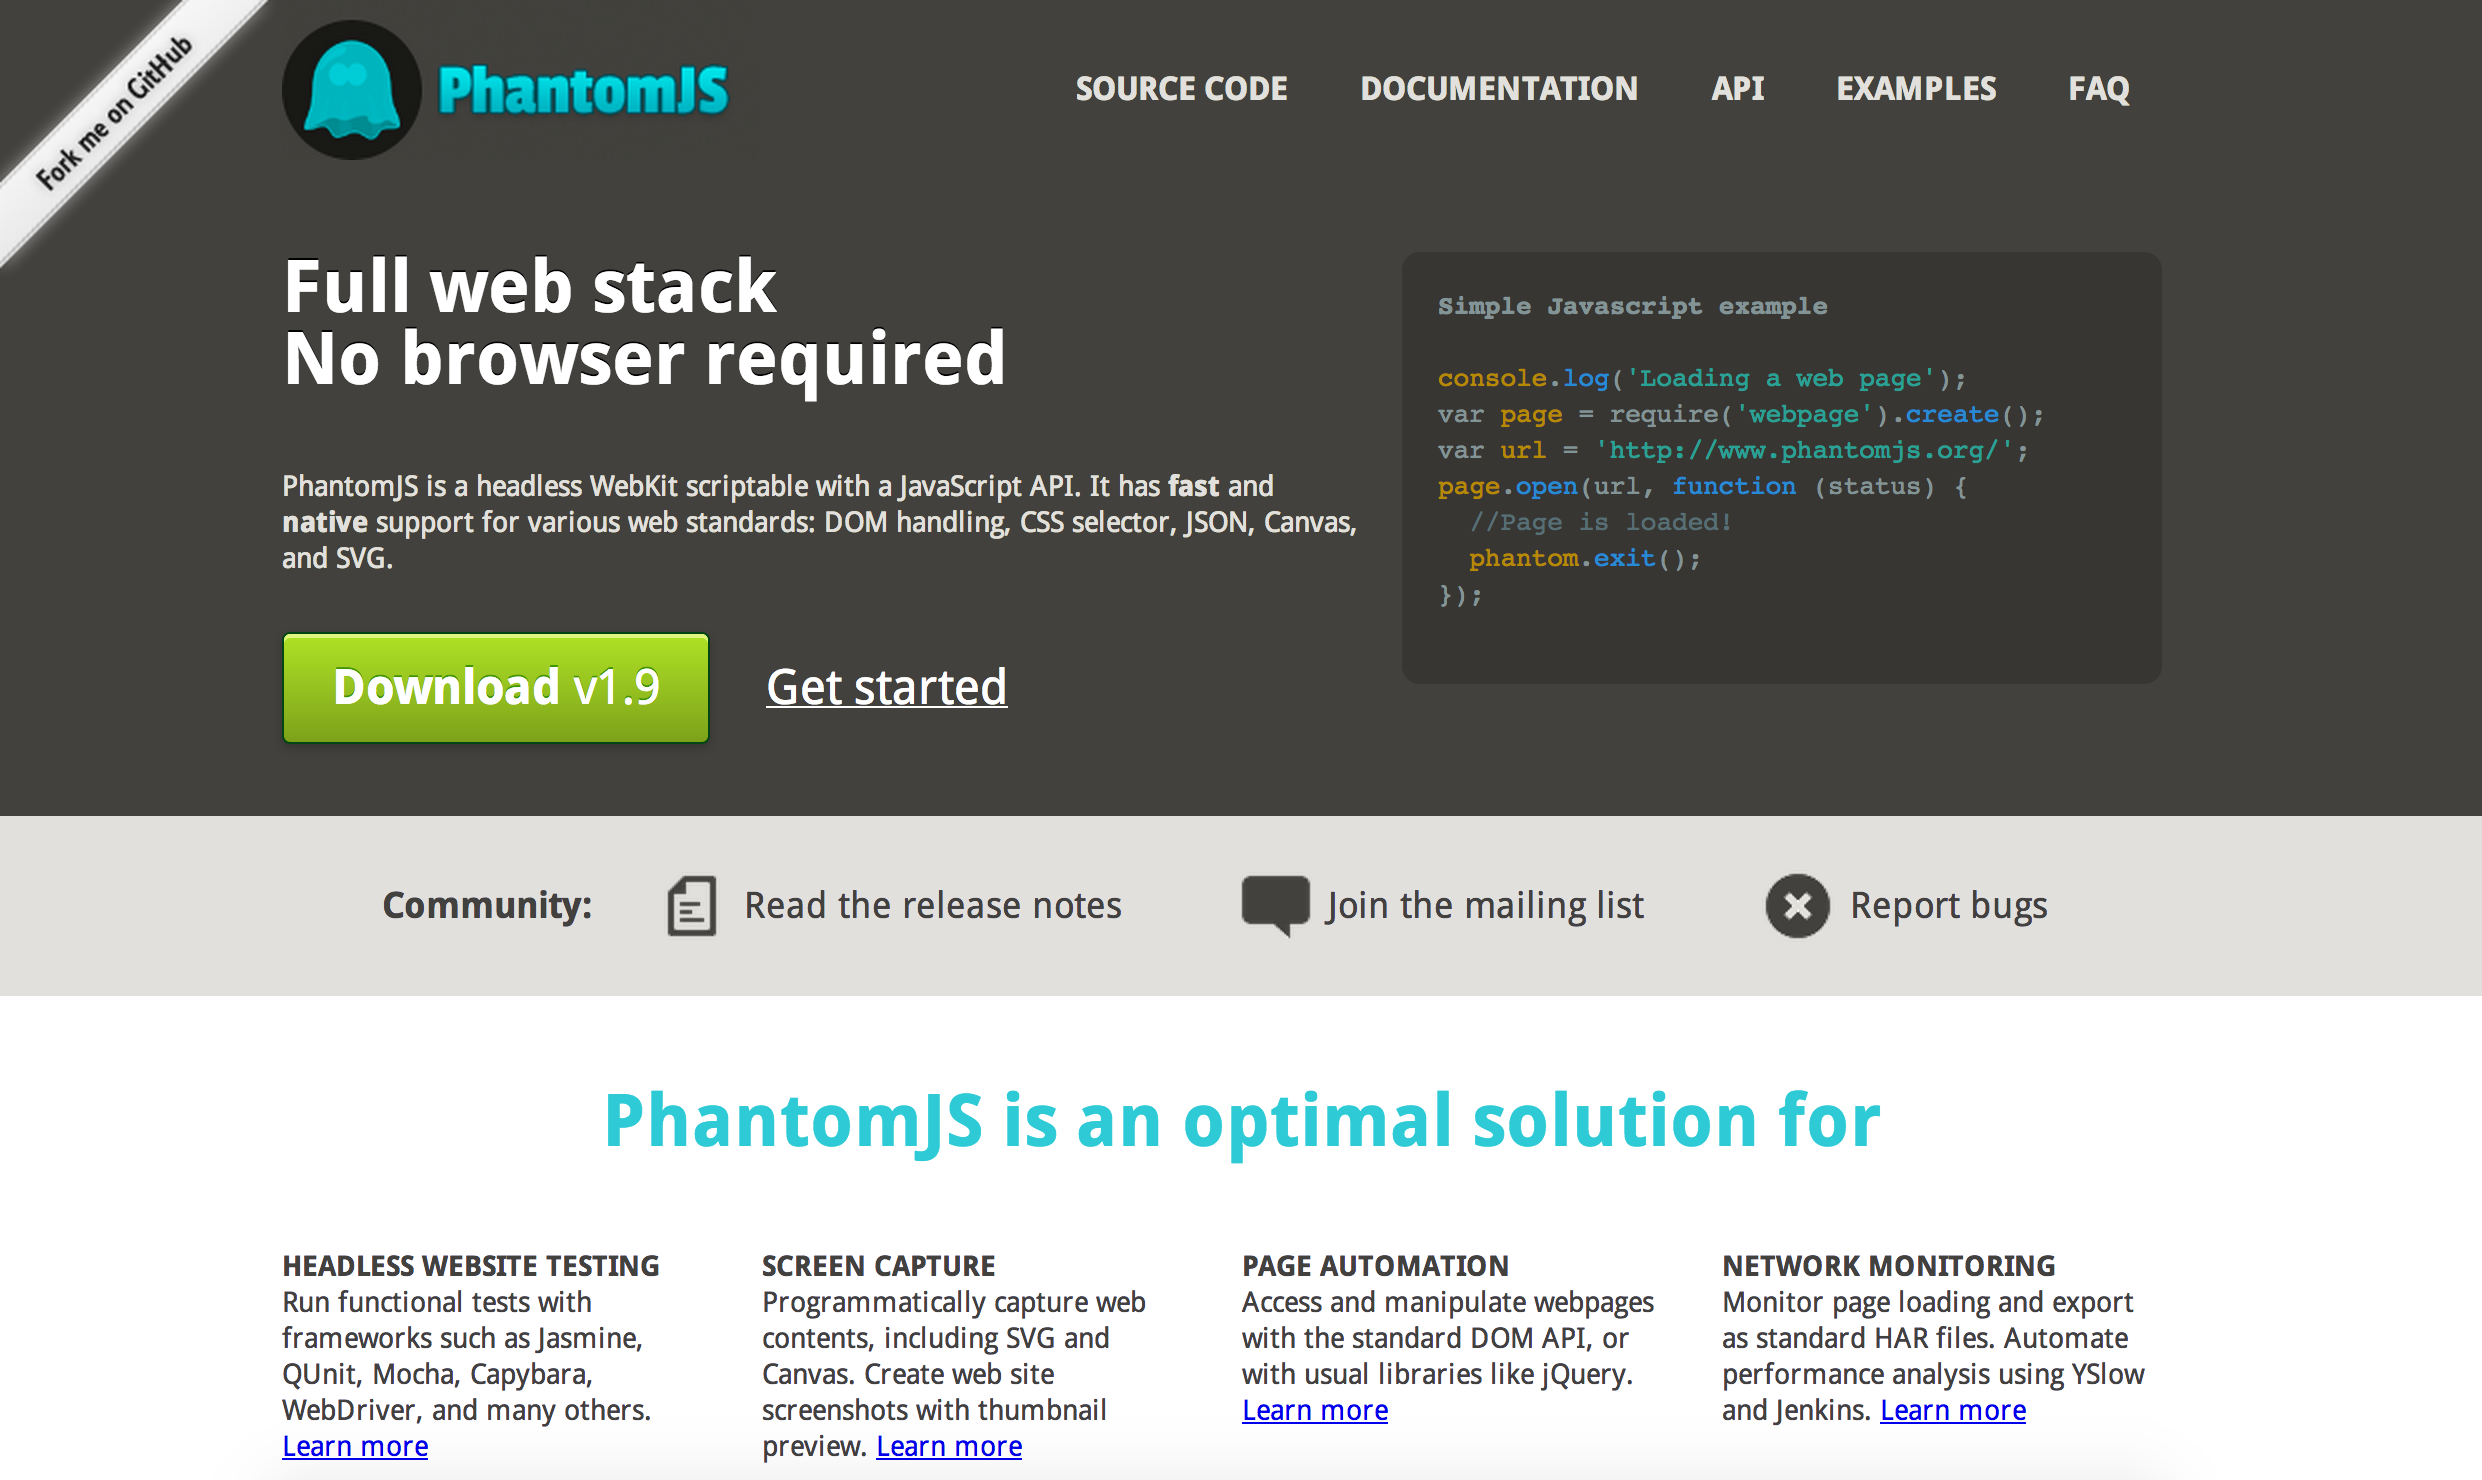 Fork me on GitHub
PhantomJS
SOURCE CODE DOCUMENTATION API EXAMPLES FAQ
Full web stack
No browser required
PhantomJS is a headless WebKit scriptable with a JavaScript API. It has fast and
native support for various web standards: DOM handling, CSS selector, JSON, Canvas,
and SVG.
Download v1.9
Get started
Simple Javascript example
console.log('Loading a web page');
var page = require('webpage').create();
var url = 'http://www.phantomjs.org/';
page.open(url, function (status) {
  //Page is loaded!
  phantom.exit();
});
Community: Read the release notes Join the mailing list Report bugs
PhantomJS is an optimal solution for
HEADLESS WEBSITE TESTING
Run functional tests with
frameworks such as Jasmine,
QUnit, Mocha, Capybara,
WebDriver, and many others.
Learn more
SCREEN CAPTURE
Programmatically capture web
contents, including SVG and
Canvas. Create web site
screenshots with thumbnail
preview. Learn more
PAGE AUTOMATION
Access and manipulate webpages
with the standard DOM API, or
with usual libraries like jQuery.
Learn more
NETWORK MONITORING
Monitor page loading and export
as standard HAR files. Automate
performance analysis using YSlow
and Jenkins. Learn more